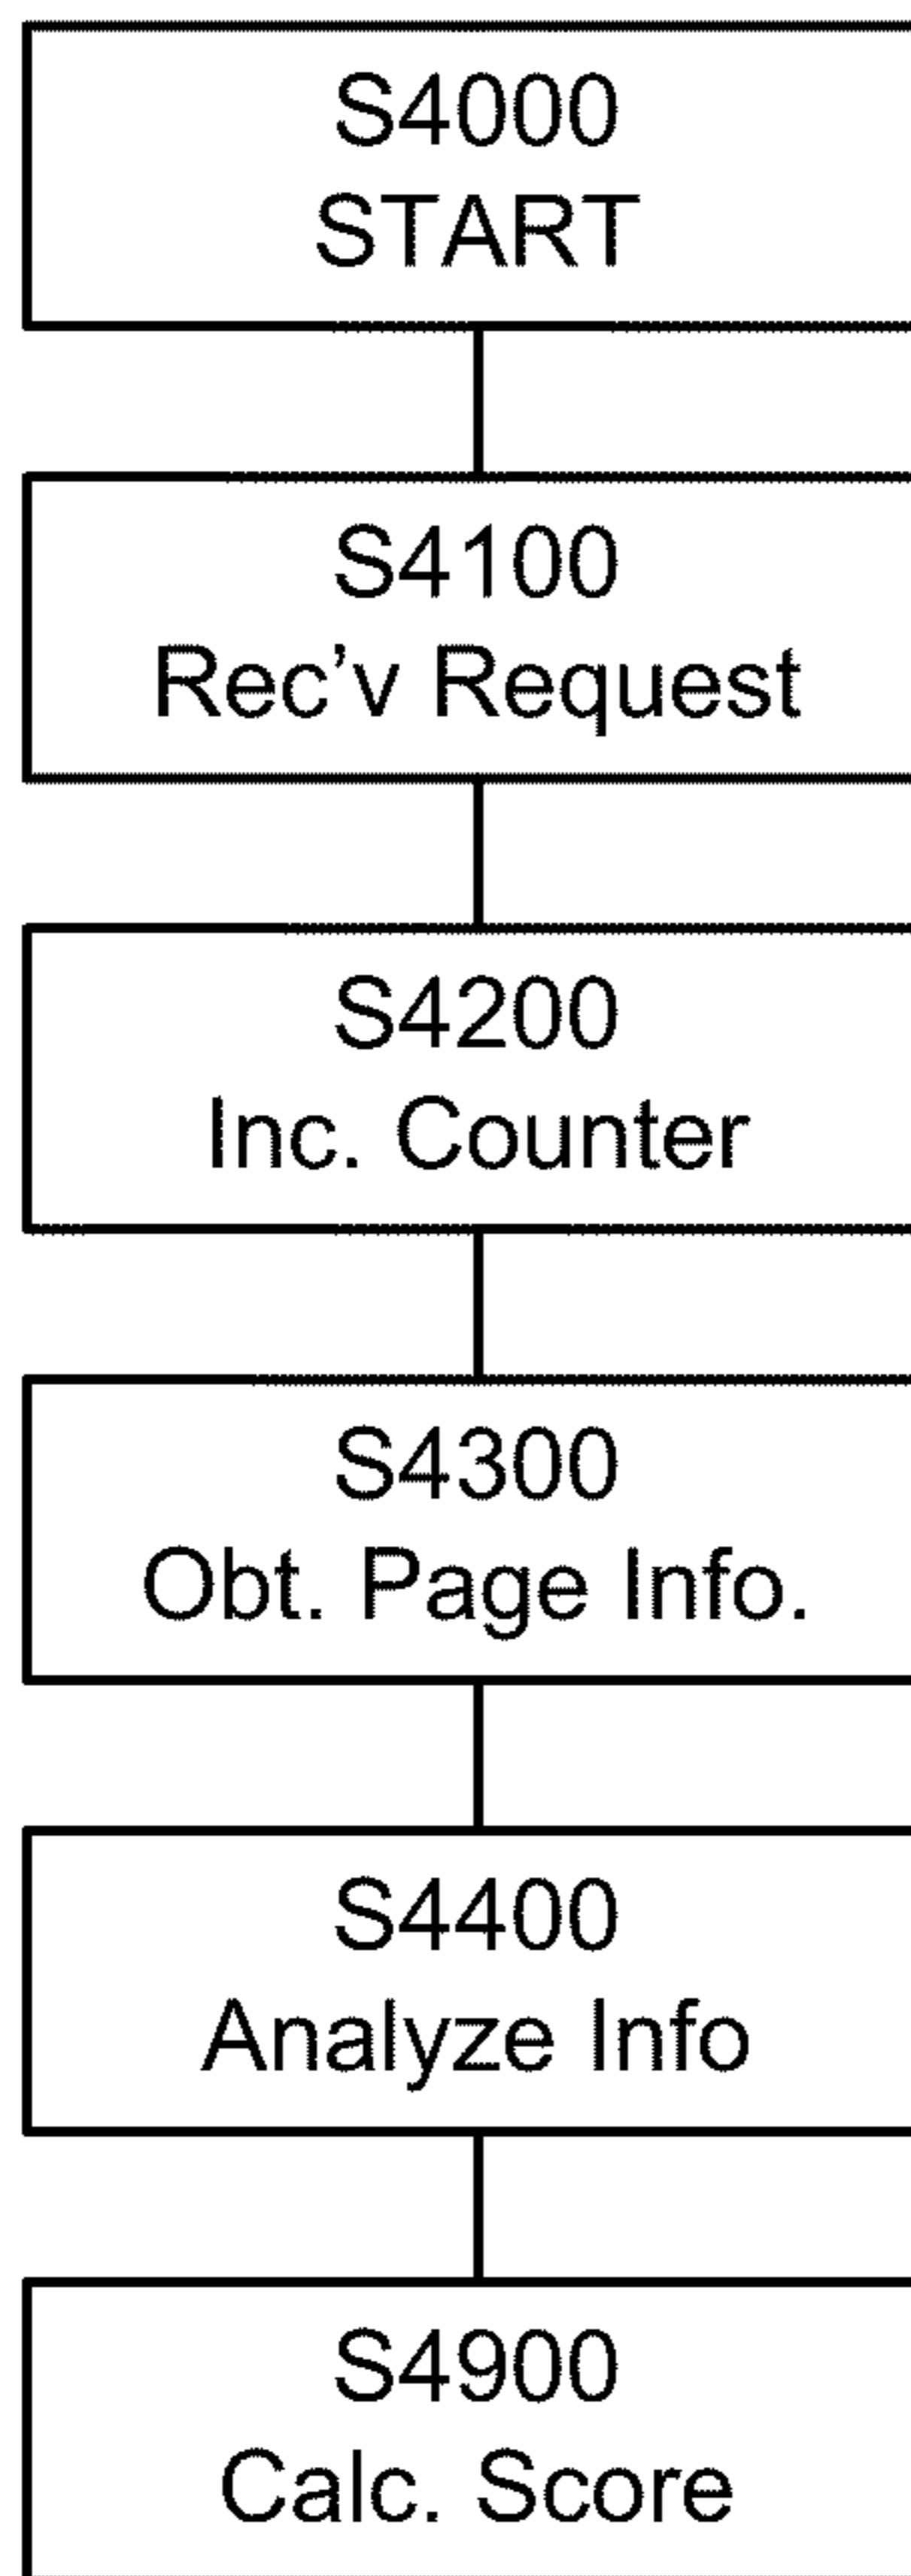 S4000
START
S4100
Rec’v Request
S4200
Inc. Counter
S4300
Obt. Page Info.
S4400
Analyze Info
S4900
Calc. Score